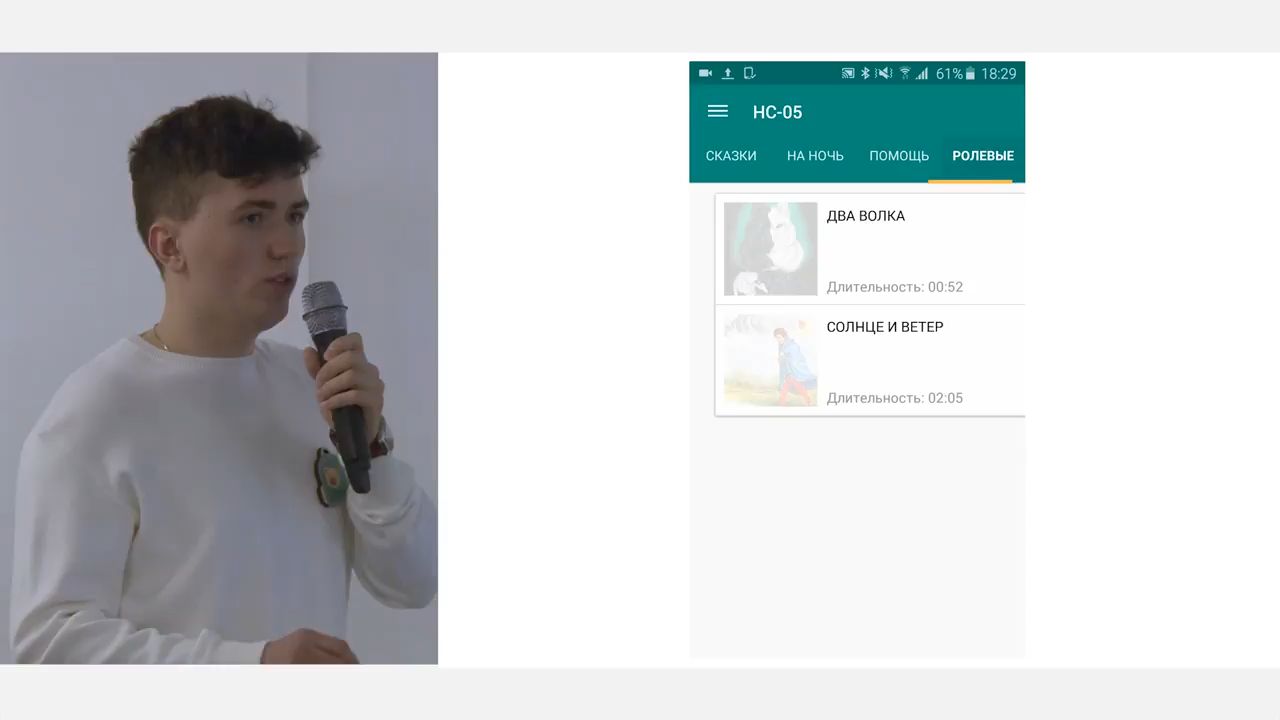 61% 18:29
HC-05
СКАЗКИ НА НОЧЬ ПОМОЩЬ РОЛЕВЫЕ
ДВА ВОЛКА
Длительность: 00:52
СОЛНЦЕ И ВЕТЕР
Длительность: 02:05